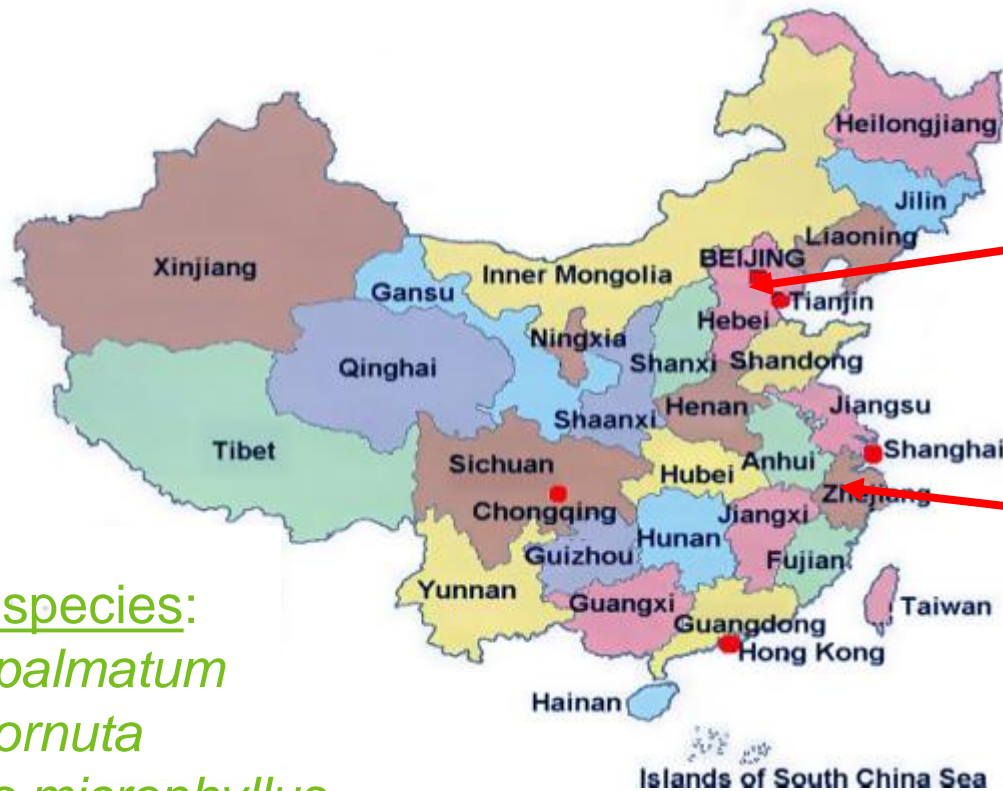 Heilongjiang
Jilin
Liaoning
BEIJING
Xinjiang
Inner Mongolia
Gansu
Tianjin
Hebei
Ningxia
Qinghai
Shanxi
Shandong
Henan
Jiangsu
Shaanxi
Tibet
Shanghai
Sichuan
Anhui
Hubei
Zhejiang
Chongqing
Jiangxi
Hunan
Guizhou
Fujian
Yunnan
species:
Guangxi
Taiwan
Guangdong
palmatum
Hong Kong
Hainan
ornuta
microphyllus
Islands of South China Sea